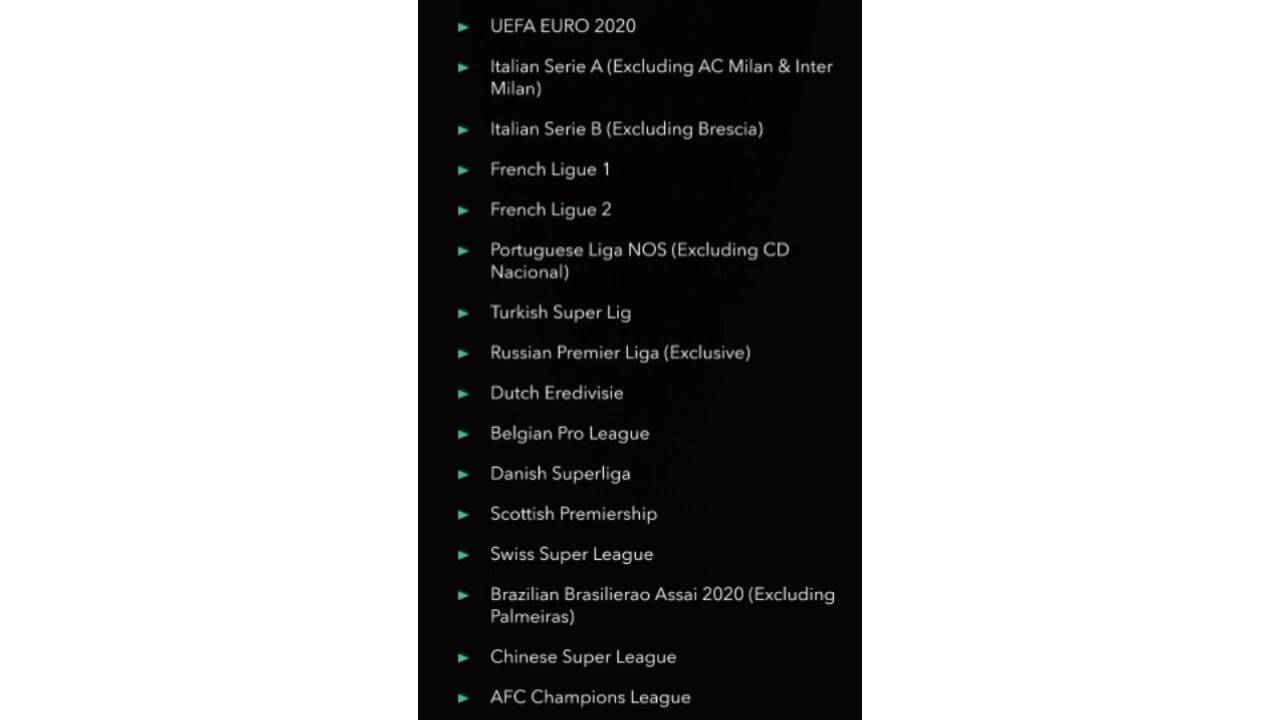 UEFA EURO 2020
Italian Serie A (Excluding AC Milan & Inter
Milan)
Italian Serie B (Excluding Brescia)
French Ligue 1
French Ligue 2
Portuguese Liga NOS (Excluding CD
Nacional)
Turkish Super Lig
Russian Premier Liga (Exclusive)
Dutch Eredivisie
Belgian Pro League
Danish Superliga
Scottish Premiership
Swiss Super League
Brazilian Brasilierao Assai 2020 (Excluding
Palmeiras)
Chinese Super League
AFC Champions League